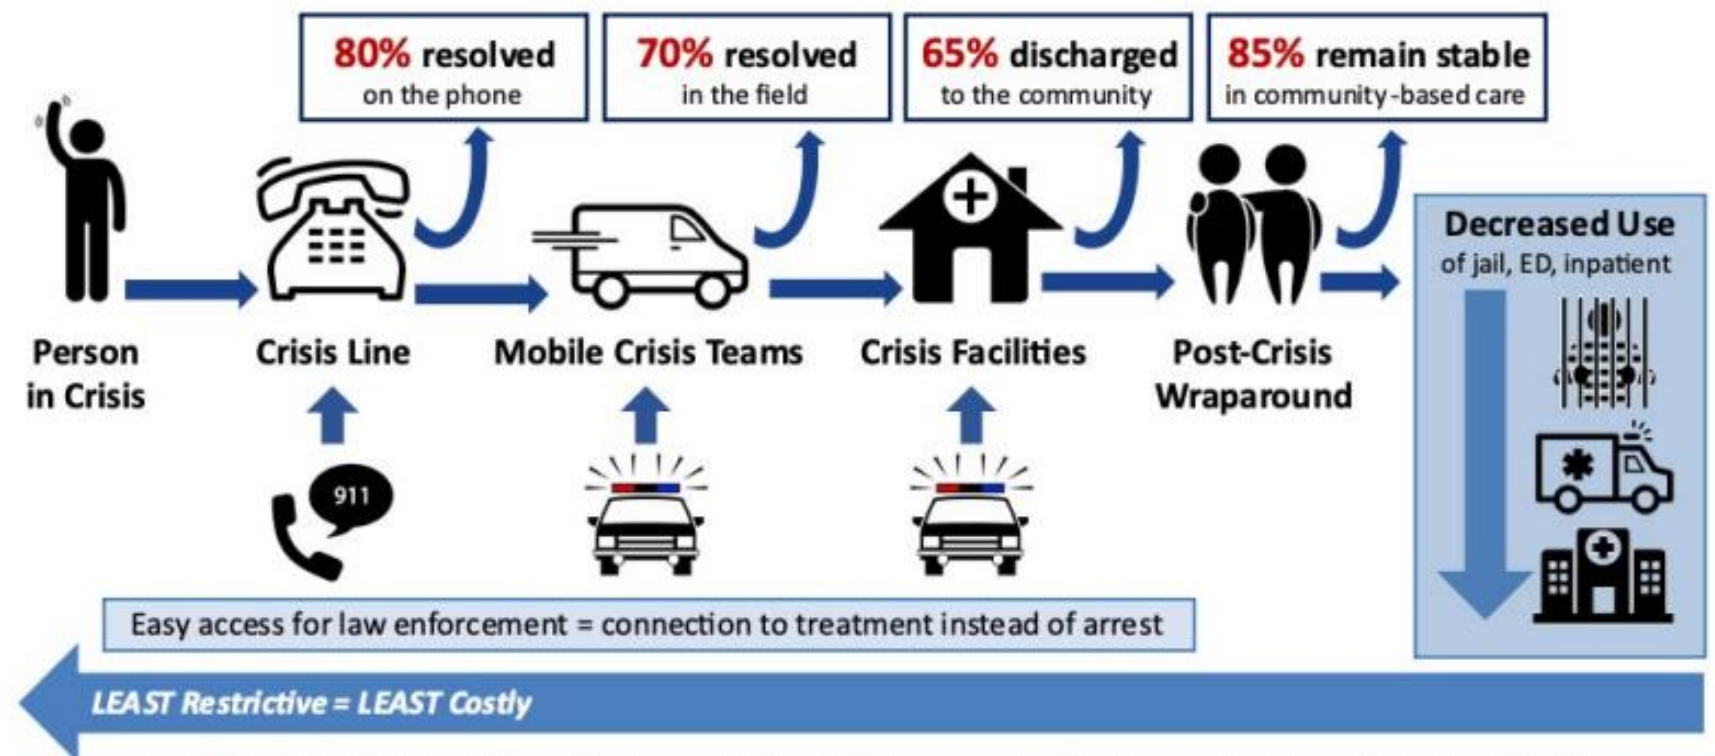 80% resolved
on the phone
70% resolved
in the field
65% discharged
to the community
85% remain stable
in community-based care
Decreased Use
of jail, ED, inpatient
Person
in Crisis
Crisis Line
Mobile Crisis Teams
Crisis Facilities
Post-Crisis
Wraparound
911
Easy access for law enforcement = connection to treatment instead of arrest
LEAST Restrictive = LEAST Costly